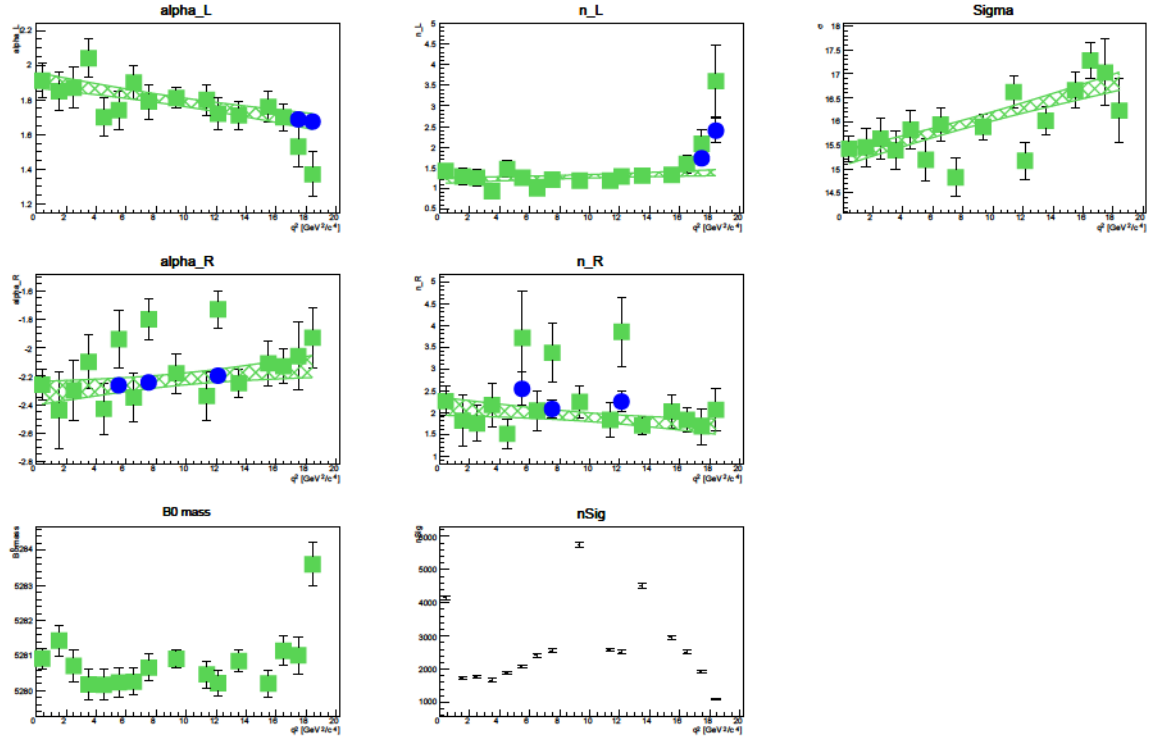 alpha_L
n_L
Sigma
alpha_L
2.2
2
1.8
1.6
1.4
1.2
0 2 4 6 8 10 12 14 16 18 20
q² [GeV²/c⁴]
n_L
5
4.5
4
3.5
3
2.5
2
1.5
1
0.5
0 2 4 6 8 10 12 14 16 18 20
q² [GeV²/c⁴]
σ
18
17.5
17
16.5
16
15.5
15
14.5
0 2 4 6 8 10 12 14 16 18 20
q² [GeV²/c⁴]
alpha_R
n_R
alpha_R
-1.6
-1.8
-2
-2.2
-2.4
-2.6
-2.8
0 2 4 6 8 10 12 14 16 18 20
q² [GeV²/c⁴]
n_R
5
4.5
4
3.5
3
2.5
2
1.5
1
0 2 4 6 8 10 12 14 16 18 20
q² [GeV²/c⁴]
B0 mass
nSig
B⁰ mass
5284
5283
5282
5281
5280
0 2 4 6 8 10 12 14 16 18 20
q² [GeV²/c⁴]
nSig
6000
5000
4000
3000
2000
1000
0 2 4 6 8 10 12 14 16 18 20
q² [GeV²/c⁴]